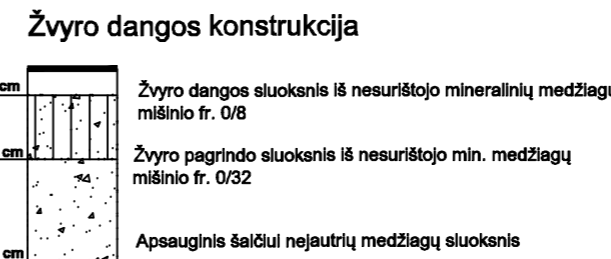 Žvyro dangos konstrukcija
cm
Žvyro dangos sluoksnis iš nesurištojo mineralinių medžiagų
mišinio fr. 0/8
cm
Žvyro pagrindo sluoksnis iš nesurištojo min. medžiagų
mišinio fr. 0/32
Apsauginis šalčiui nejautrių medžiagų sluoksnis
cm